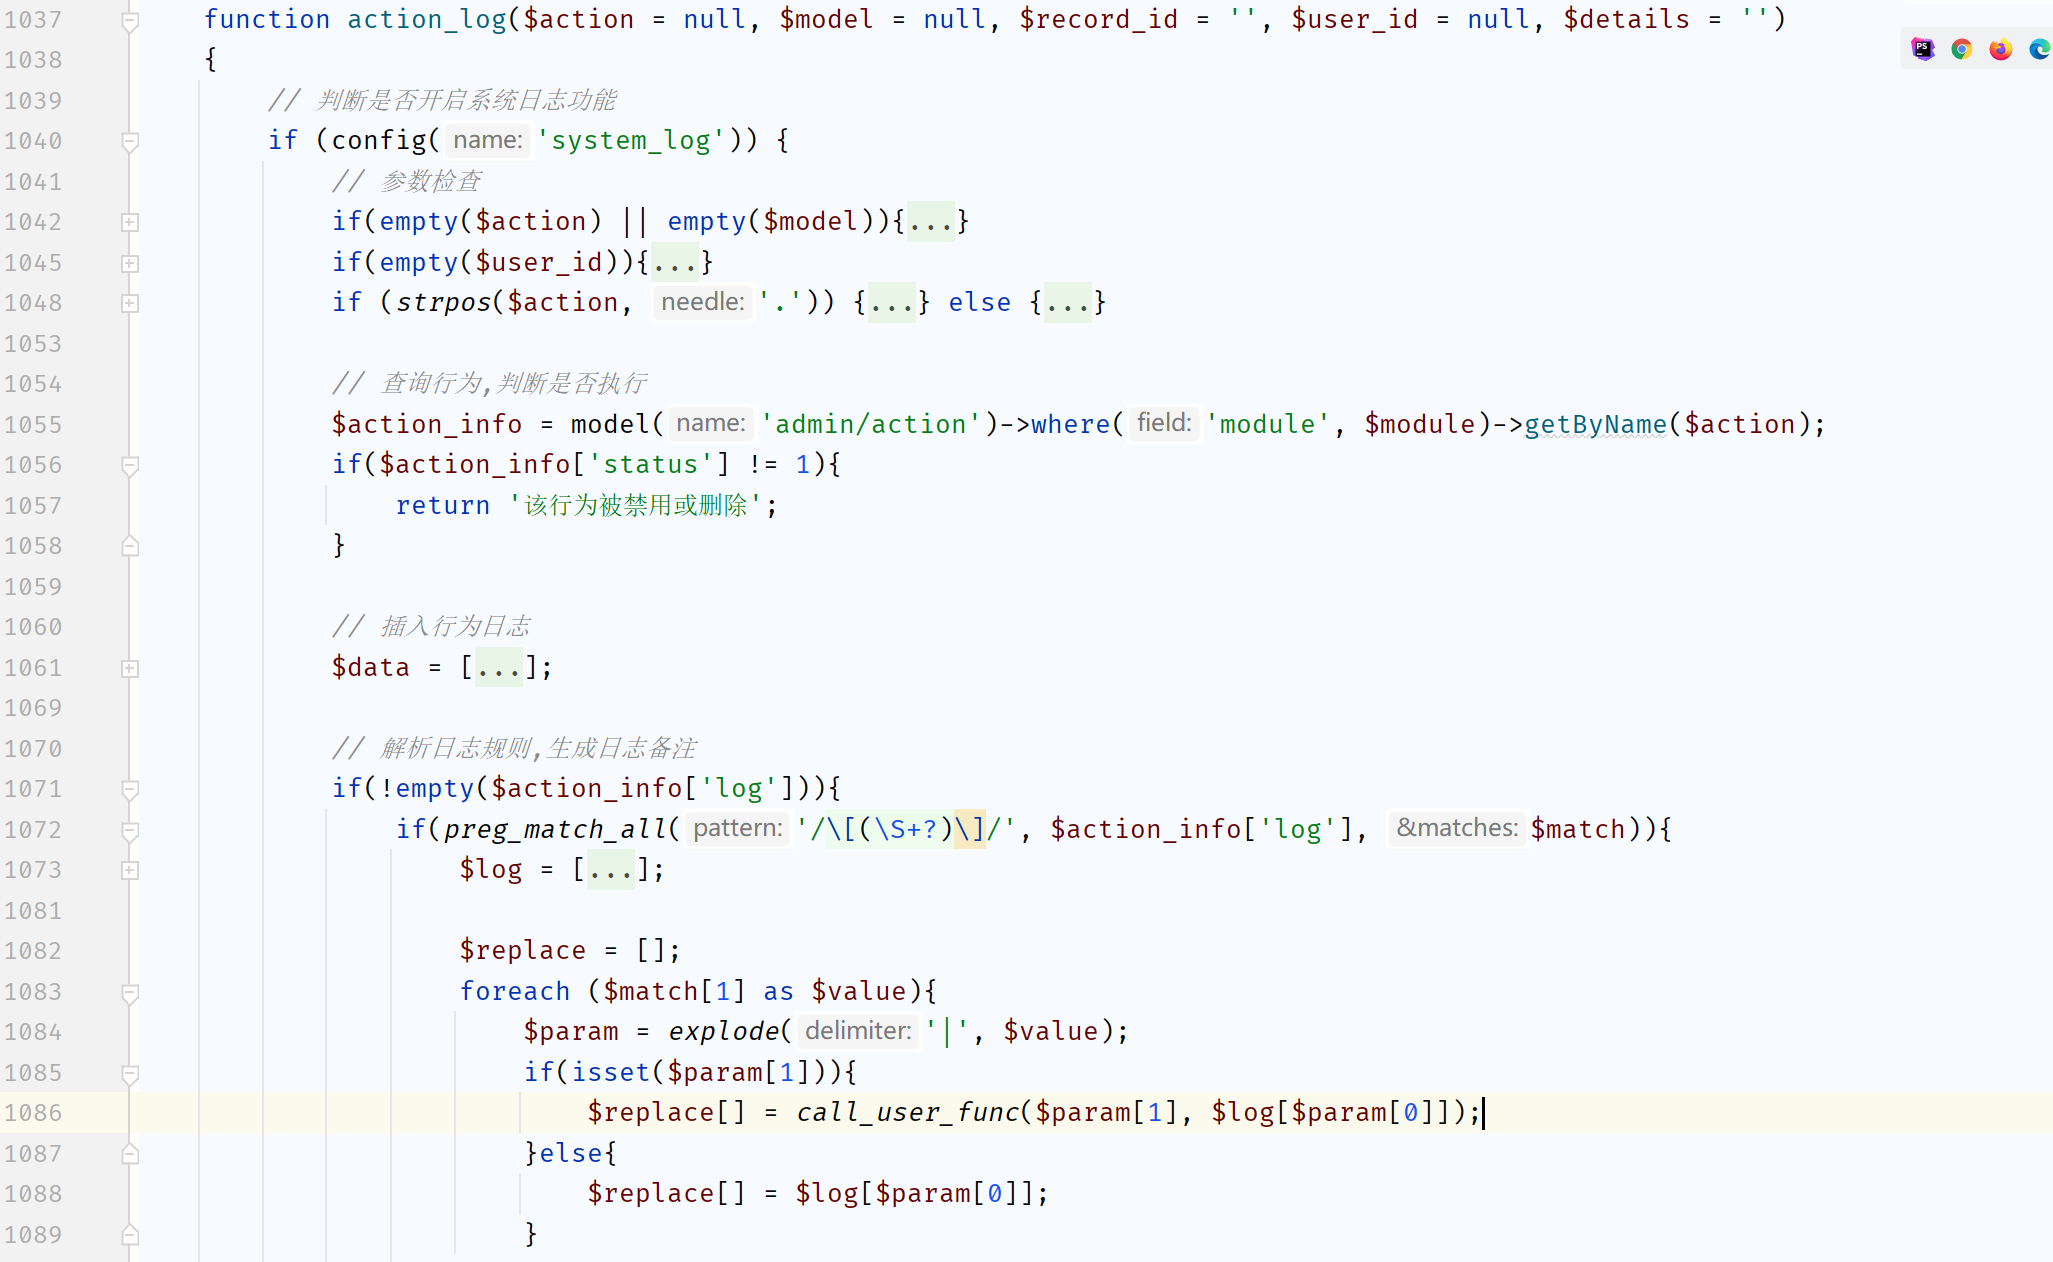 1037 function action_log($action = null, $model = null, $record_id = '', $user_id = null, $details = '')
1038 {
1039 // 判断是否开启系统日志功能
1040 if (config( name: 'system_log')) {
1041 // 参数检查
1042 if(empty($action) || empty($model)){...}
1045 if(empty($user_id)){...}
1048 if (strpos($action, needle: '.')) {...} else {...}
1053
1054 // 查询行为,判断是否执行
1055 $action_info = model( name: 'admin/action')->where( field: 'module', $module)->getByName($action);
1056 if($action_info['status'] != 1){
1057 return '该行为被禁用或删除';
1058 }
1059
1060 // 插入行为日志
1061 $data = [...];
1069
1070 // 解析日志规则,生成日志备注
1071 if(!empty($action_info['log'])){
1072 if(preg_match_all( pattern: '/\[(\S+?)\]/', $action_info['log'], &matches: $match)){
1073 $log = [...];
1081
1082 $replace = [];
1083 foreach ($match[1] as $value){
1084 $param = explode( delimiter: '|', $value);
1085 if(isset($param[1])){
1086 $replace[] = call_user_func($param[1], $log[$param[0]]);
1087 }else{
1088 $replace[] = $log[$param[0]];
1089 }
PS